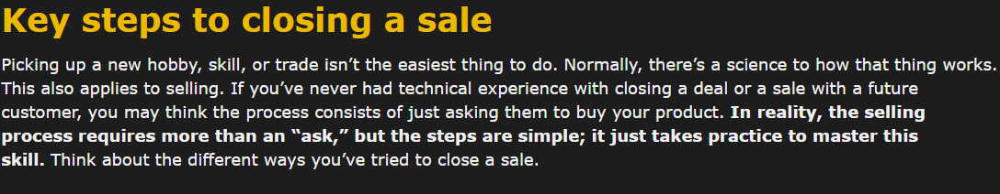 Key steps to closing a sale
Picking up a new hobby, skill, or trade isn’t the easiest thing to do. Normally, there’s a science to how that thing works.
This also applies to selling. If you’ve never had technical experience with closing a deal or a sale with a future
customer, you may think the process consists of just asking them to buy your product. In reality, the selling
process requires more than an “ask,” but the steps are simple; it just takes practice to master this
skill. Think about the different ways you’ve tried to close a sale.